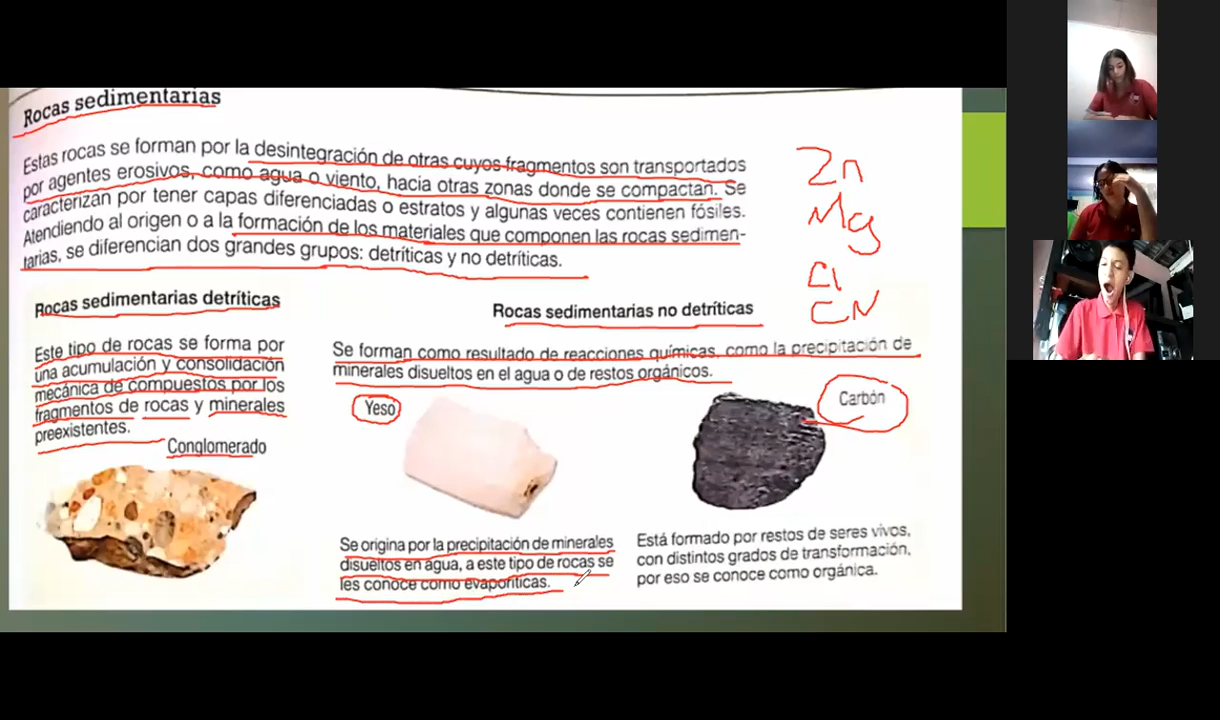 Rocas sedimentarias
Estas rocas se forman por la desintegración de otras cuyos fragmentos son transportados
por agentes erosivos, como agua o viento, hacia otras zonas donde se compactan. Se
caracterizan por tener capas diferenciadas o estratos y algunas veces contienen fósiles.
Atendiendo al origen o a la formación de los materiales que componen las rocas sedimen-
tarias, se diferencian dos grandes grupos: detríticas y no detríticas.
Zn
Mg
Cl
CN
Rocas sedimentarias detríticas
Este tipo de rocas se forma por
una acumulación y consolidación
mecánica de compuestos por los
fragmentos de rocas y minerales
preexistentes.
Conglomerado
Rocas sedimentarias no detríticas
Se forman como resultado de reacciones químicas, como la precipitación de
minerales disueltos en el agua o de restos orgánicos.
Yeso
Se origina por la precipitación de minerales
disueltos en agua, a este tipo de rocas se
les conoce como evaporíticas.
Carbón
Está formado por restos de seres vivos,
con distintos grados de transformación,
por eso se conoce como orgánica.